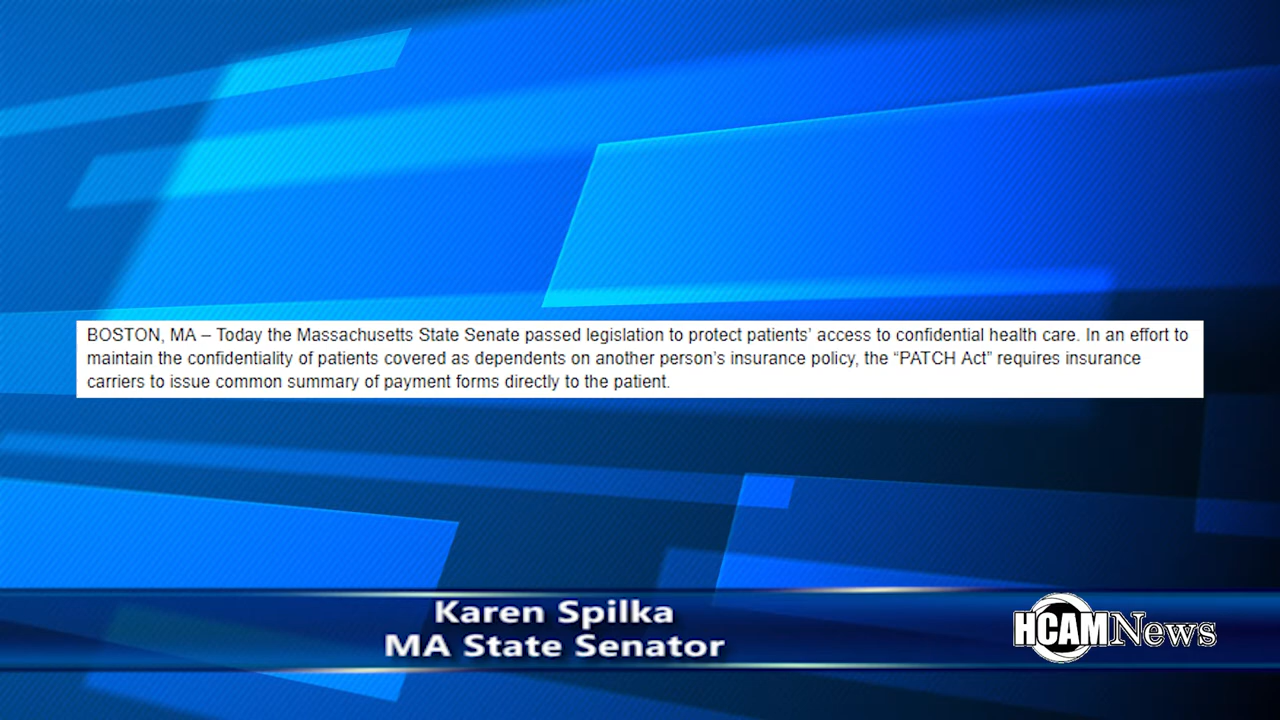 BOSTON, MA – Today the Massachusetts State Senate passed legislation to protect patients’ access to confidential health care. In an effort to
maintain the confidentiality of patients covered as dependents on another person’s insurance policy, the “PATCH Act” requires insurance
carriers to issue common summary of payment forms directly to the patient.
Karen Spilka
MA State Senator
HCAMNews